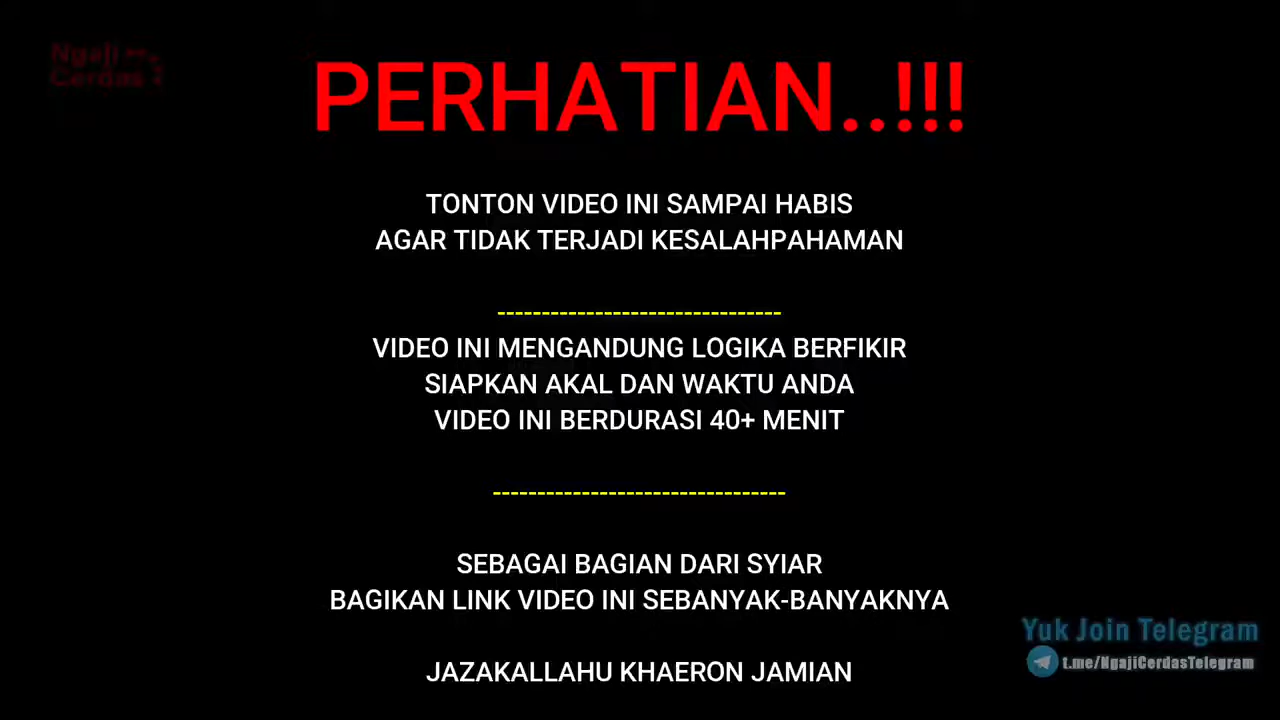 Ngaji
Cerdas
PERHATIAN..!!!
TONTON VIDEO INI SAMPAI HABIS
AGAR TIDAK TERJADI KESALAHPAHAMAN
--------------------------------
VIDEO INI MENGANDUNG LOGIKA BERFIKIR
SIAPKAN AKAL DAN WAKTU ANDA
VIDEO INI BERDURASI 40+ MENIT
---------------------------------
SEBAGAI BAGIAN DARI SYIAR
BAGIKAN LINK VIDEO INI SEBANYAK-BANYAKNYA
Yuk Join Telegram
t.me/NgajiCerdasTelegram
JAZAKALLAHU KHAERON JAMIAN